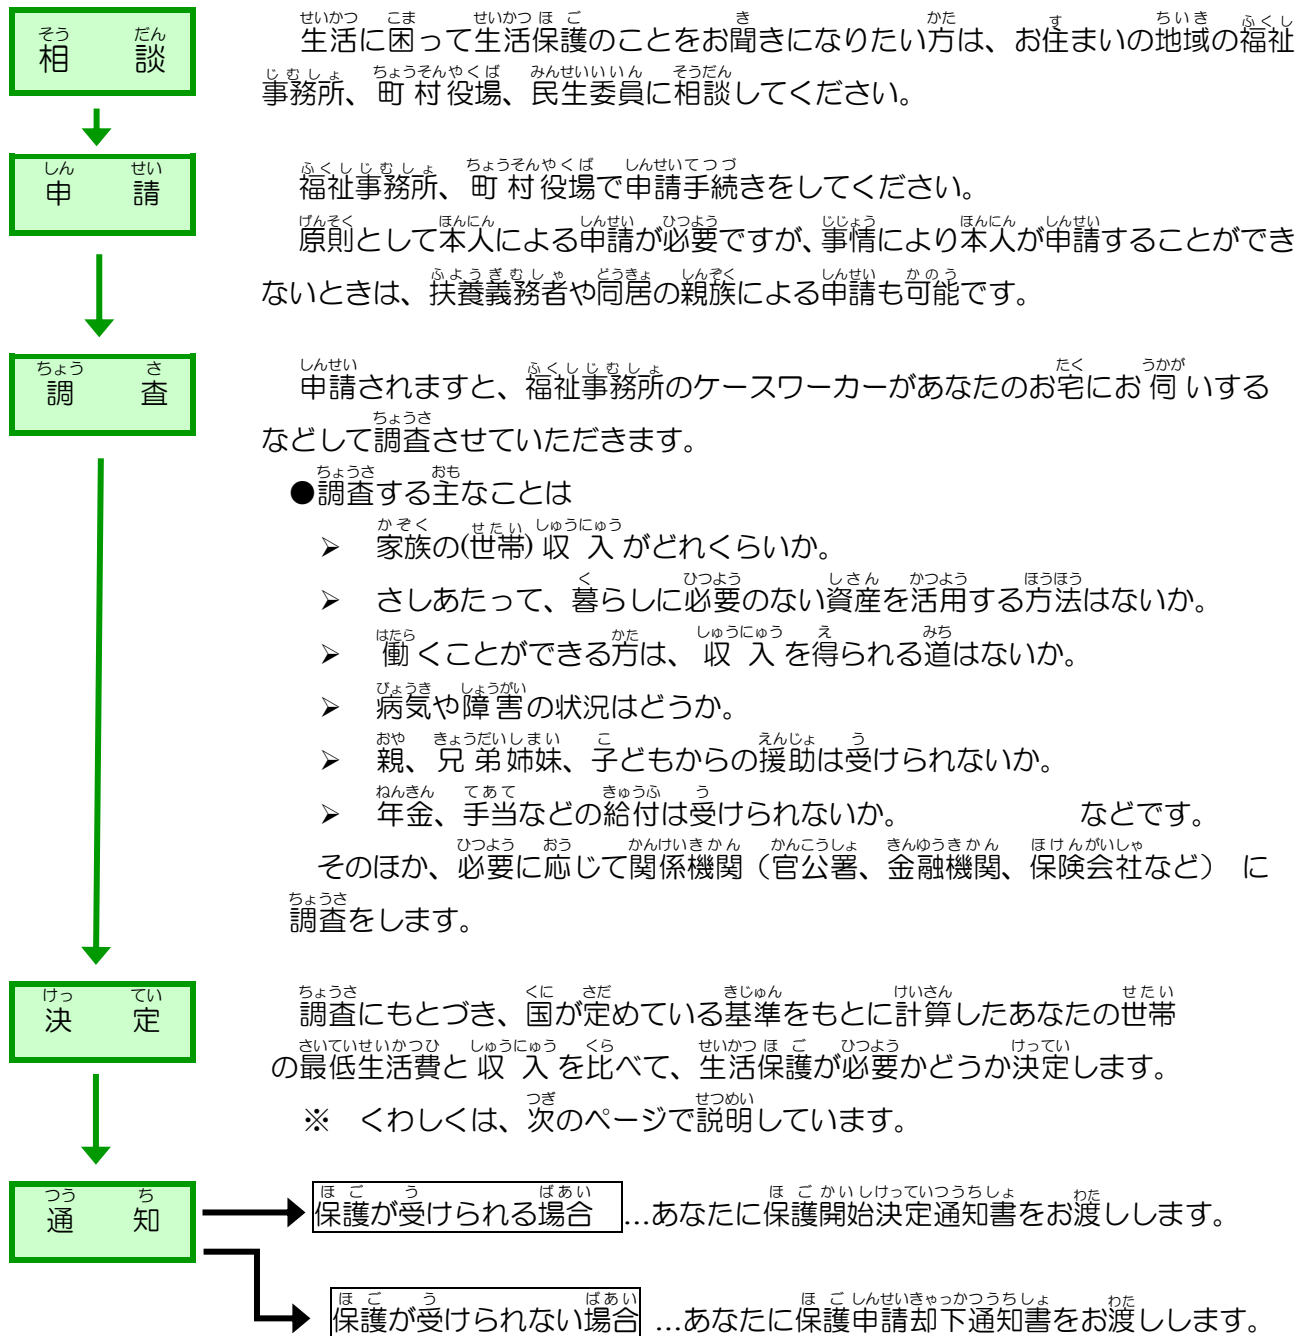 相談
生活に困って生活保護のことをお聞きになりたい方は、お住まいの地域の福祉
事務所、町村役場、民生委員に相談してください。
申請
福祉事務所、町村役場で申請手続きをしてください。
原則として本人による申請が必要ですが、事情により本人が申請することができ
ないときは、扶養義務者や同居の親族による申請も可能です。
調査
申請されますと、福祉事務所のケースワーカーがあなたのお宅にお伺いする
などして調査させていただきます。
●調査する主なことは
➢ 家族の(世帯)収入がどれくらいか。
➢ さしあたって、暮らしに必要のない資産を活用する方法はないか。
➢ 働くことができる方は、収入を得られる道はないか。
➢ 病気や障害の状況はどうか。
➢ 親、兄弟姉妹、子どもからの援助は受けられないか。
➢ 年金、手当などの給付は受けられないか。 などです。
そのほか、必要に応じて関係機関（官公署、金融機関、保険会社など） に
調査をします。
決定
調査にもとづき、国が定めている基準をもとに計算したあなたの世帯
の最低生活費と収入を比べて、生活保護が必要かどうか決定します。
※ くわしくは、次のページで説明しています。
通知
保護が受けられる場合 …あなたに保護開始決定通知書をお渡しします。
保護が受けられない場合 …あなたに保護申請却下通知書をお渡しします。